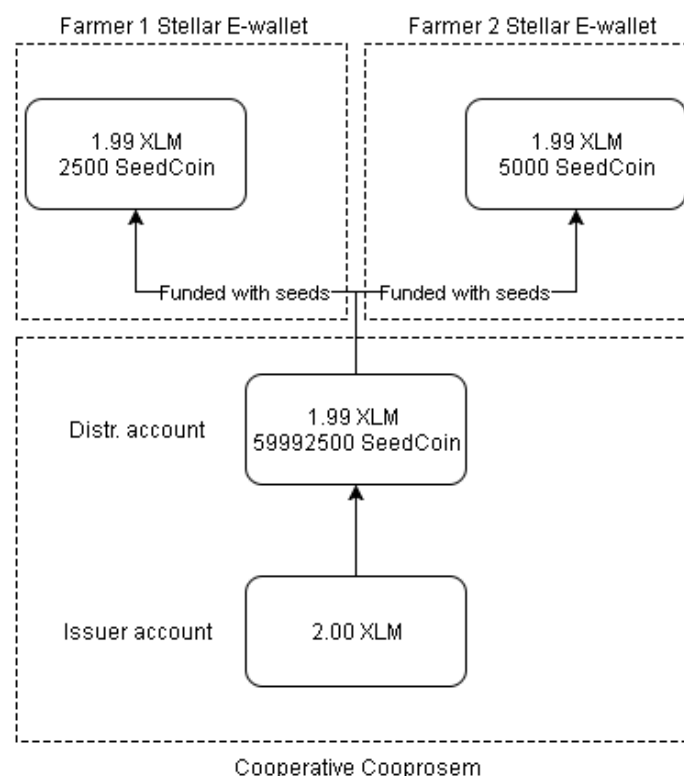 Farmer 1 Stellar E-wallet
Farmer 2 Stellar E-wallet
1.99 XLM
2500 SeedCoin
1.99 XLM
5000 SeedCoin
Funded with seeds
Funded with seeds
Distr. account
1.99 XLM
59992500 SeedCoin
Issuer account
2.00 XLM
Cooperative Cooprosem